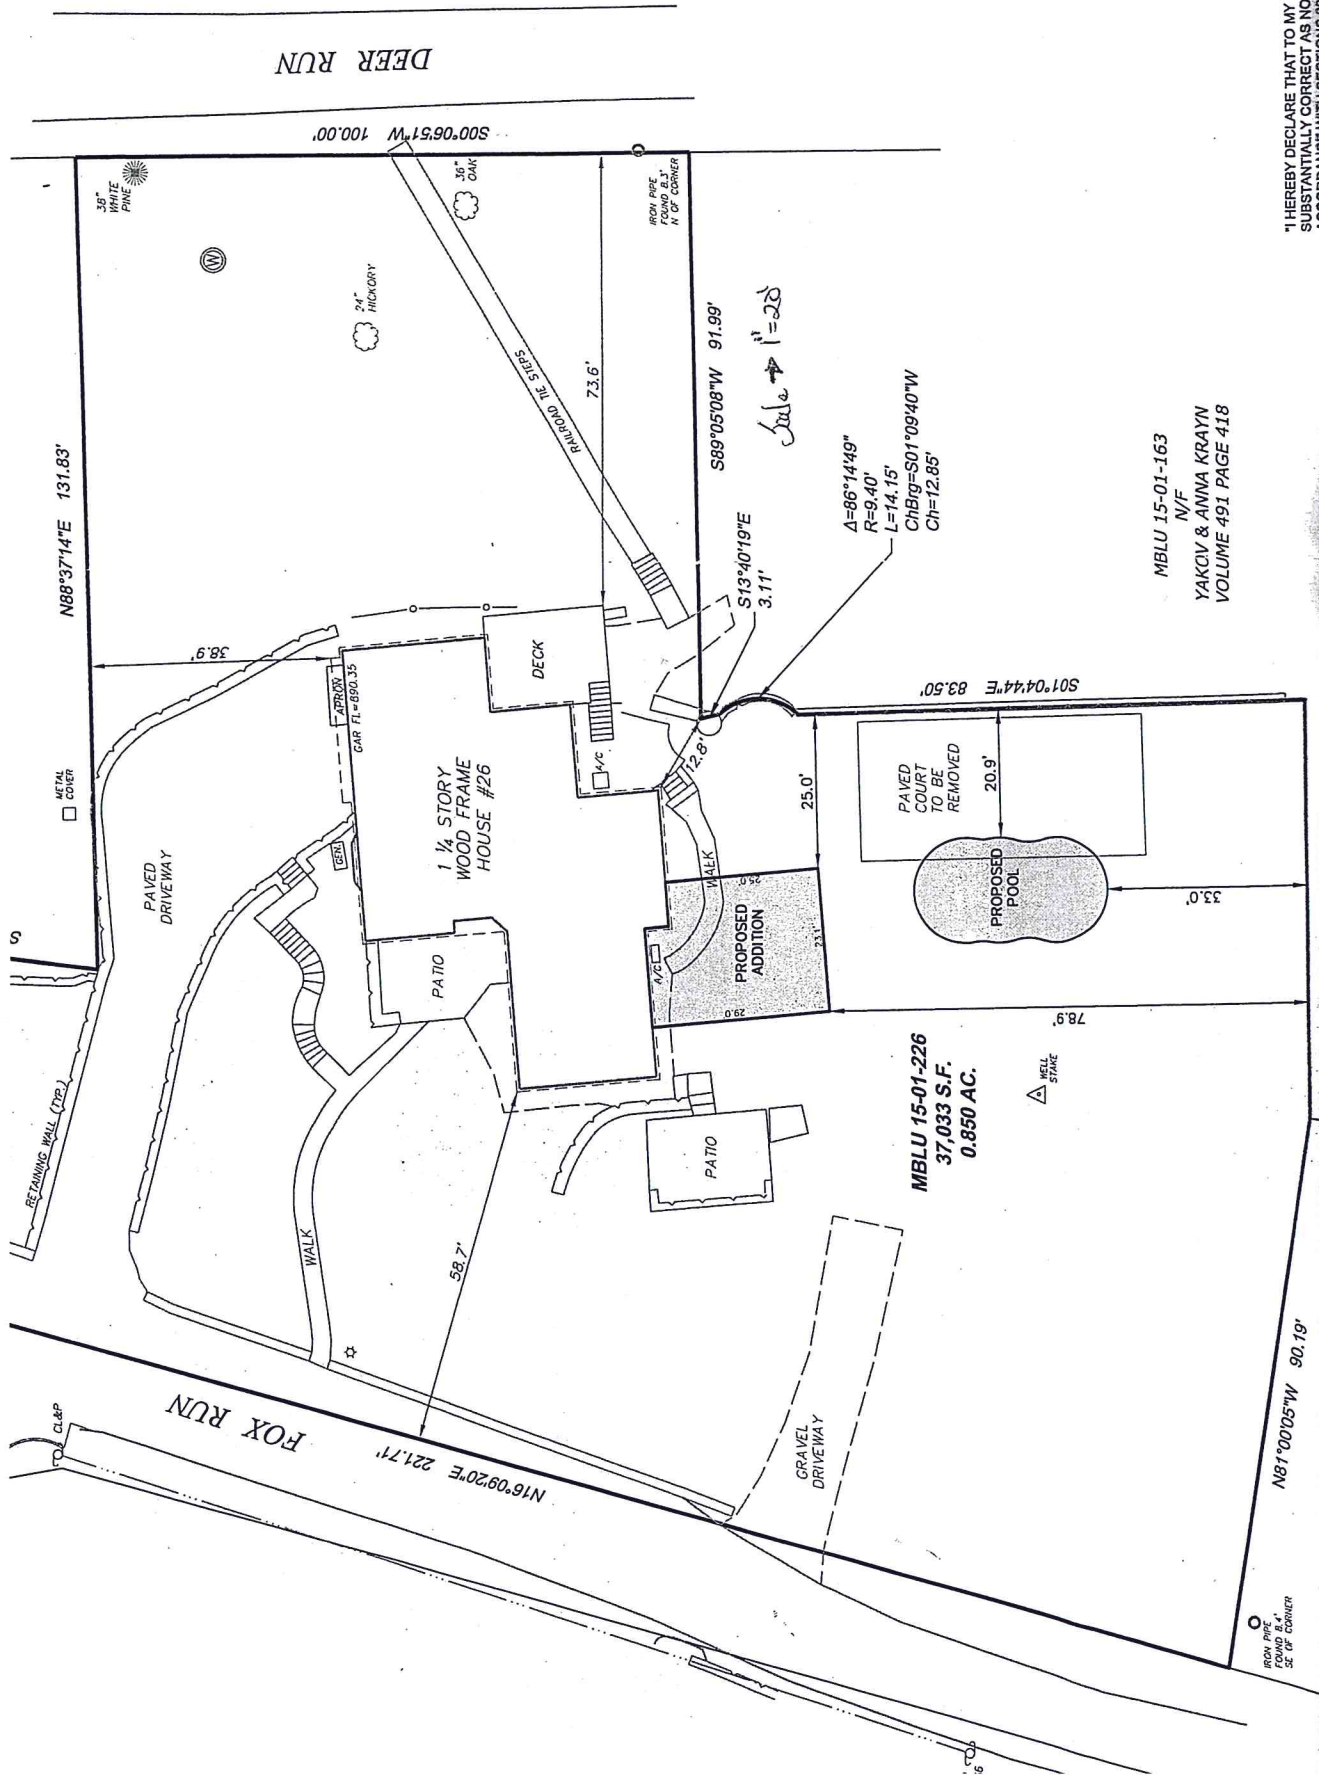 DEER RUN
S00°06'51"W 100.00'
38"
WHITE
PINE
W
36"
OAK
IRON PIPE
FOUND 8.3'
N OF CORNER
24"
HICKORY
N88°37'14"E 131.83'
RAILROAD TIE STEPS
73.6'
S89°05'08"W 91.99'
Scale → 1"=20'
Δ=86°14'49"
R=9.40'
L=14.15'
ChBrg=S01°09'40"W
Ch=12.85'
S13°40'19"E
3.11'
MBLU 15-01-163
N/F
YAKOV & ANNA KRAYN
VOLUME 491 PAGE 418
"I HEREBY DECLARE THAT TO MY
SUBSTANTIALLY CORRECT AS NO
38.9'
APRON
GAR FL=890.35
DECK
A/C
12.8'
S01°04'44"E 83.50'
METAL
COVER
PAVED
DRIVEWAY
GEN.
1 ¼ STORY
WOOD FRAME
HOUSE #26
WALK
25.0'
PAVED
COURT
TO BE
REMOVED
20.9'
PROPOSED
POOL
33.0'
S
PATIO
A/C
PROPOSED
ADDITION
25.0'
23.1'
29.0'
78.9'
RETAINING WALL (TYP.)
WALK
58.7'
PATIO
MBLU 15-01-226
37,033 S.F.
0.850 AC.
WELL
STAKE
CL&P
FOX RUN
N16°09'20"E 221.71'
GRAVEL
DRIVEWAY
N81°00'05"W 90.19'
IRON PIPE
FOUND 8.4'
SE OF CORNER